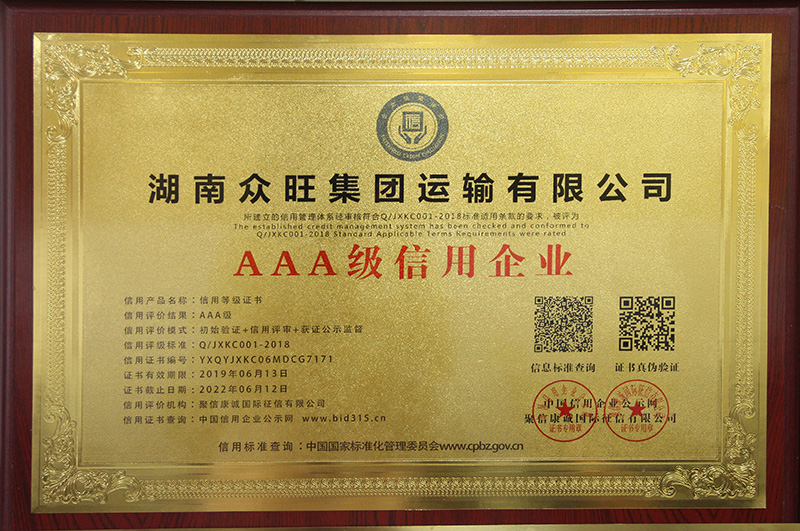 湖南众旺集团运输有限公司
所建立的信用管理体系经审核符合Q/JXKC001-2018标准适用条款的要求，被评为
The established credit management system has been checked and conformed to
Q/JXKC001-2018 Standard Applicable Terms Requirements were rated
AAA级信用企业
信用产品名称：信用等级证书
信用评价结果：AAA级
信用评价模式：初始验证+信用评审+获证公示监督
信用评级标准：Q/JXKC001-2018
信用证书编号：YXQYJXKC06MDCG7171
证书有效期限：2019年06月13日
证书截止日期：2022年06月12日
信用评价机构：聚信康诚国际征信有限公司
信用证书查询：中国信用企业公示网 www.bid315.cn
信息标准查询
证书真伪验证
中国信用企业公示网
聚信康诚国际征信有限公司
证书专用章
证书专用章
信用标准查询：中国国家标准化管理委员会www.cpbz.gov.cn